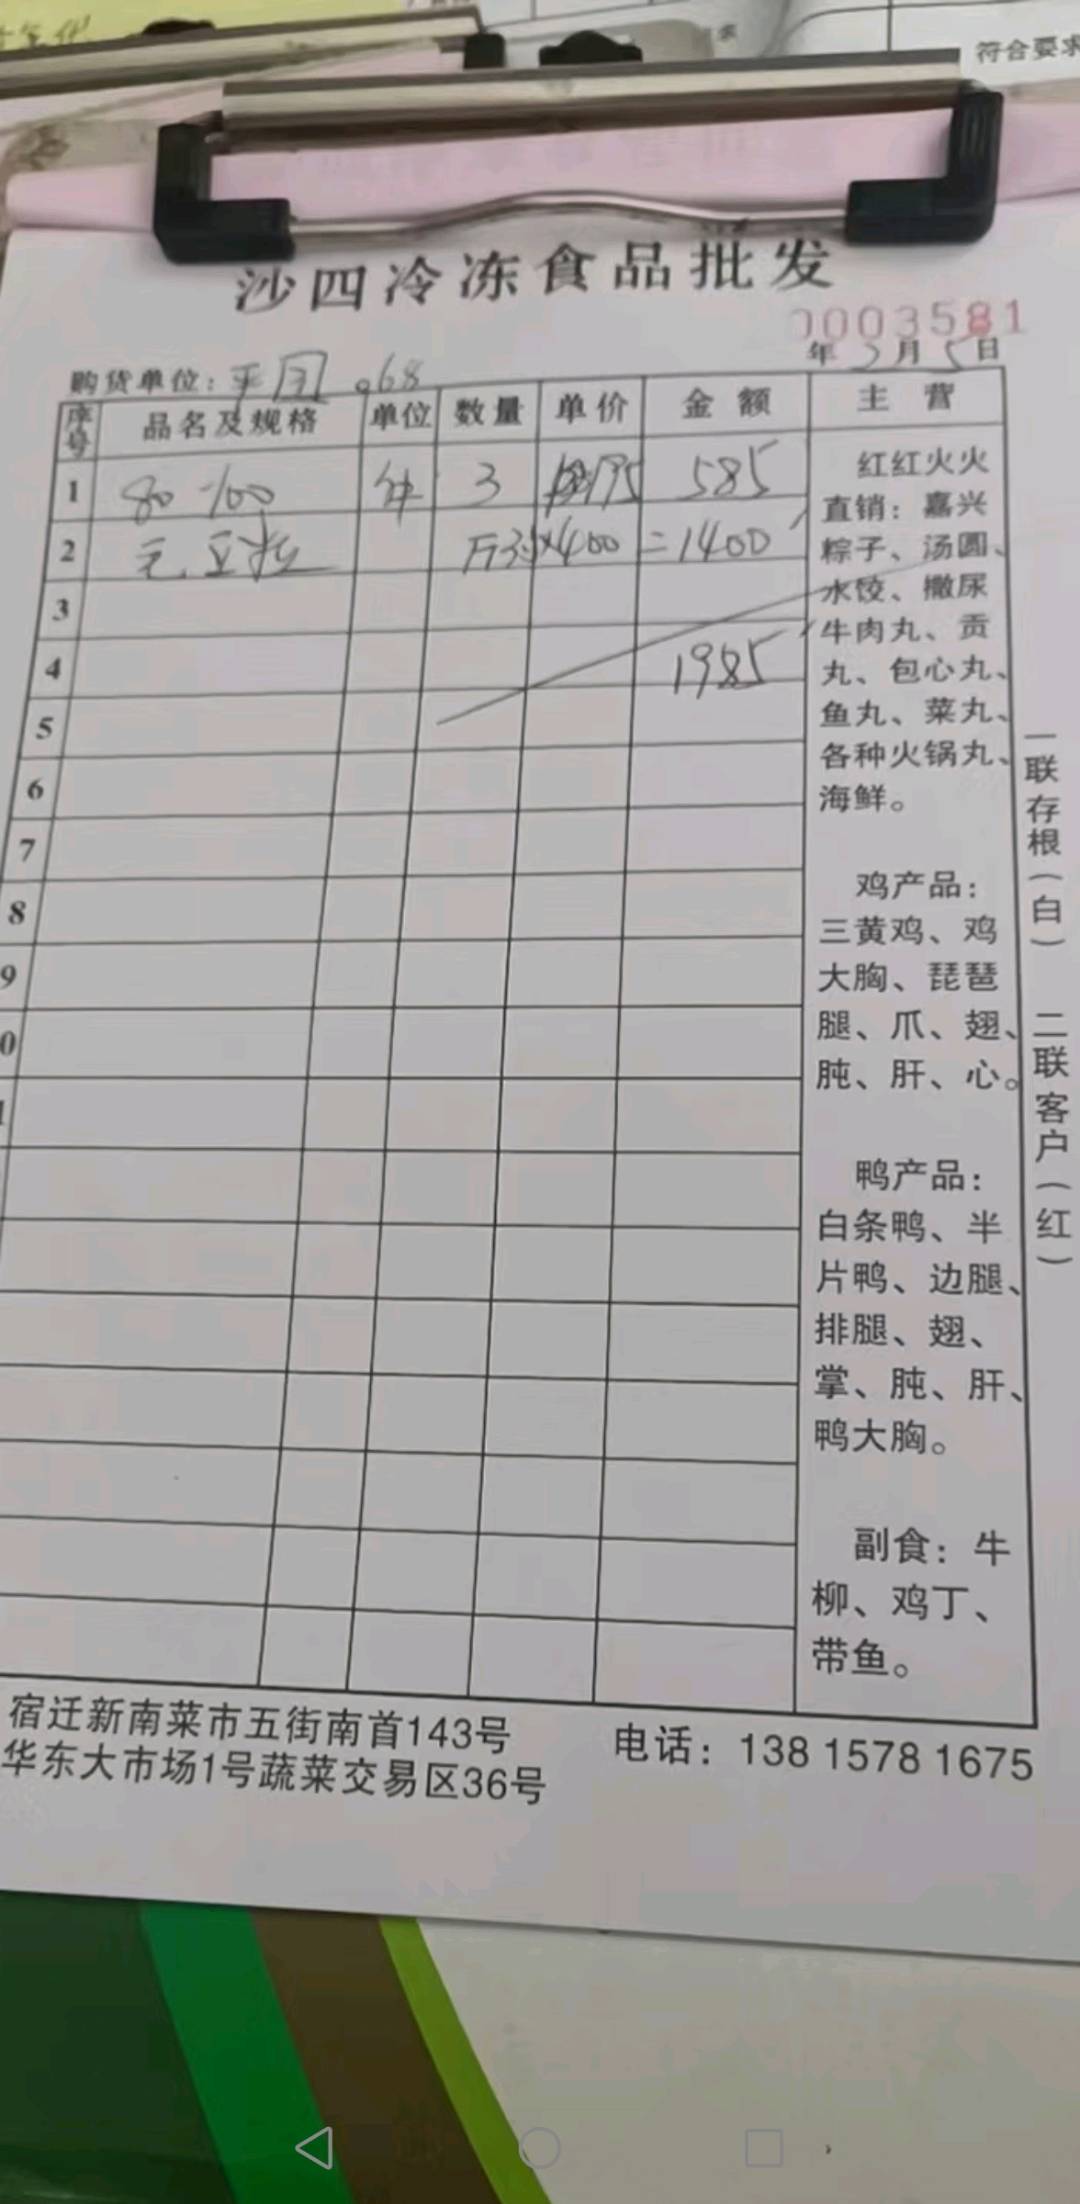 符合要求
沙四冷冻食品批发
0003581
年 3月5日
购货单位：
序号 品名及规格 单位 数量 单价 金额 主营
1 80-100 件 3 195 585
2 毛豆粒 ×400 =1400
3
4 1985
5
6
7
8
9
0
1
红红火火
直销：嘉兴
粽子、汤圆、
水饺、撒尿
牛肉丸、贡
丸、包心丸、
鱼丸、菜丸、
各种火锅丸、
海鲜。
鸡产品：
三黄鸡、鸡
大胸、琵琶
腿、爪、翅、
肫、肝、心。
鸭产品：
白条鸭、半
片鸭、边腿、
排腿、翅、
掌、肫、肝、
鸭大胸。
副食：牛
柳、鸡丁、
带鱼。
一联存根（白） 二联客户（红）
宿迁新南菜市五街南首143号
华东大市场1号蔬菜交易区36号
电话：138 1578 1675